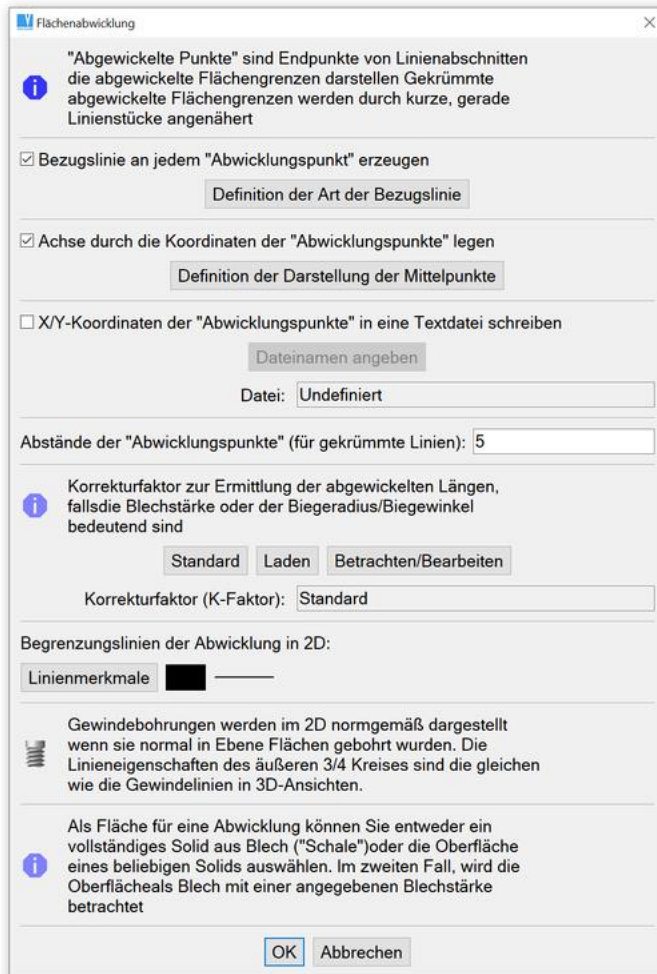 Flächenabwicklung
"Abgewickelte Punkte" sind Endpunkte von Linienabschnitten
die abgewickelte Flächengrenzen darstellen Gekrümmte
abgewickelte Flächengrenzen werden durch kurze, gerade
Linienstücke angenähert
Bezugslinie an jedem "Abwicklungspunkt" erzeugen
Definition der Art der Bezugslinie
Achse durch die Koordinaten der "Abwicklungspunkte" legen
Definition der Darstellung der Mittelpunkte
X/Y-Koordinaten der "Abwicklungspunkte" in eine Textdatei schreiben
Dateinamen angeben
Datei: Undefiniert
Abstände der "Abwicklungspunkte" (für gekrümmte Linien): 5
Korrekturfaktor zur Ermittlung der abgewickelten Längen,
fallsdie Blechstärke oder der Biegeradius/Biegewinkel
bedeutend sind
Standard Laden Betrachten/Bearbeiten
Korrekturfaktor (K-Faktor): Standard
Begrenzungslinien der Abwicklung in 2D:
Linienmerkmale
Gewindebohrungen werden im 2D normgemäß dargestellt
wenn sie normal in Ebene Flächen gebohrt wurden. Die
Linieneigenschaften des äußeren 3/4 Kreises sind die gleichen
wie die Gewindelinien in 3D-Ansichten.
Als Fläche für eine Abwicklung können Sie entweder ein
vollständiges Solid aus Blech ("Schale")oder die Oberfläche
eines beliebigen Solids auswählen. Im zweiten Fall, wird die
Oberflächeals Blech mit einer angegebenen Blechstärke
betrachtet
OK Abbrechen